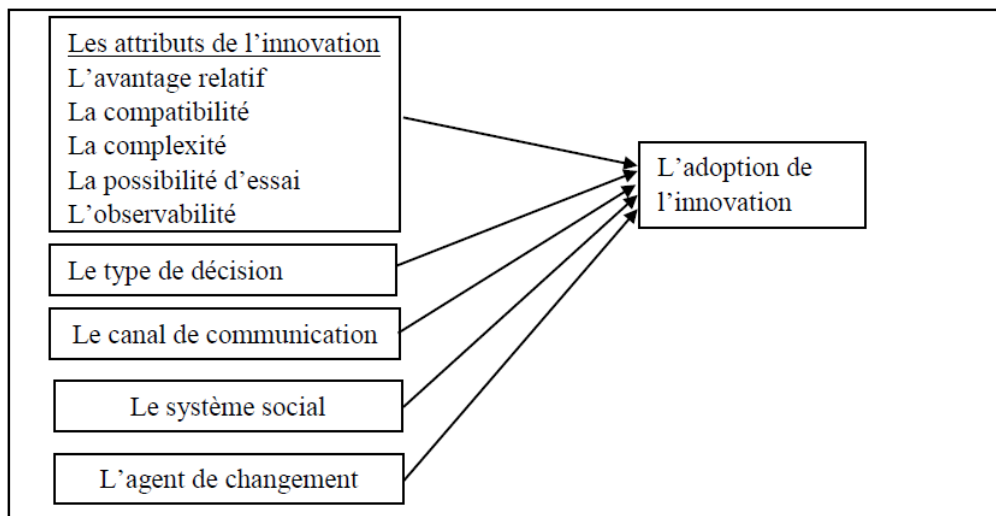 Les attributs de l’innovation
L’avantage relatif
La compatibilité
La complexité
La possibilité d’essai
L’observabilité
L’adoption de
l’innovation
Le type de décision
Le canal de communication
Le système social
L’agent de changement